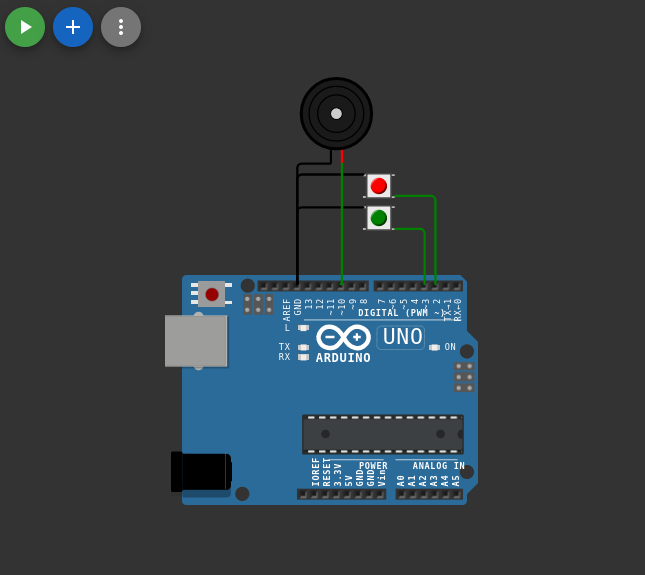 AREF
GND
13
12
~11
~10
~9
8
7
~6
~5
4
~3
2
TX→1
RX←0
DIGITAL (PWM ~)
L
TX
RX
UNO
ON
ARDUINO
POWER
ANALOG IN
IOREF
RESET
3.3V
5V
GND
GND
Vin
A0
A1
A2
A3
A4
A5